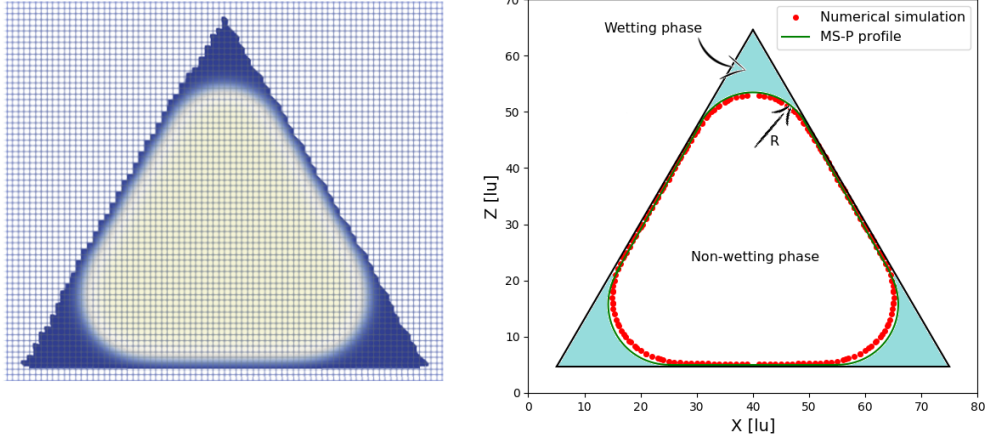 70
60
50
40
30
20
10
0
Z [lu]
0 10 20 30 40 50 60 70 80
X [lu]
Wetting phase
Numerical simulation
MS-P profile
R
Non-wetting phase